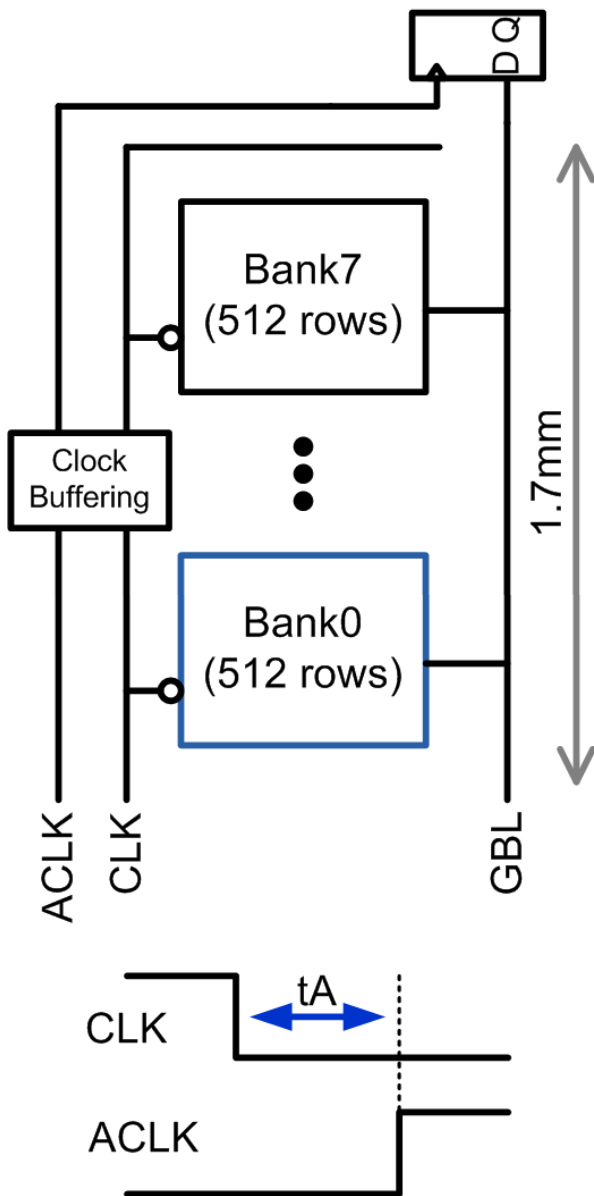 D Q
Bank7
(512 rows)
Clock
Buffering
1.7mm
Bank0
(512 rows)
ACLK
CLK
GBL
tA
CLK
ACLK